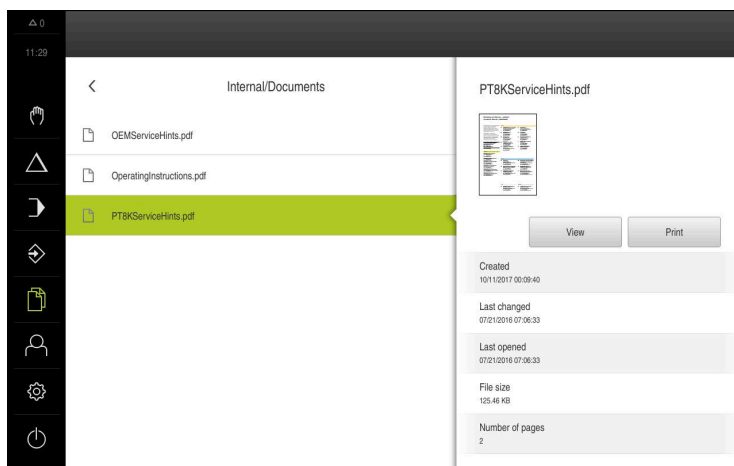 0
11:29
Internal/Documents
OEMServiceHints.pdf
OperatingInstructions.pdf
PT8KServiceHints.pdf
PT8KServiceHints.pdf
View
Print
Created
10/11/2017 00:09:40
Last changed
07/21/2016 07:06:33
Last opened
07/21/2016 07:06:33
File size
125.46 KB
Number of pages
2